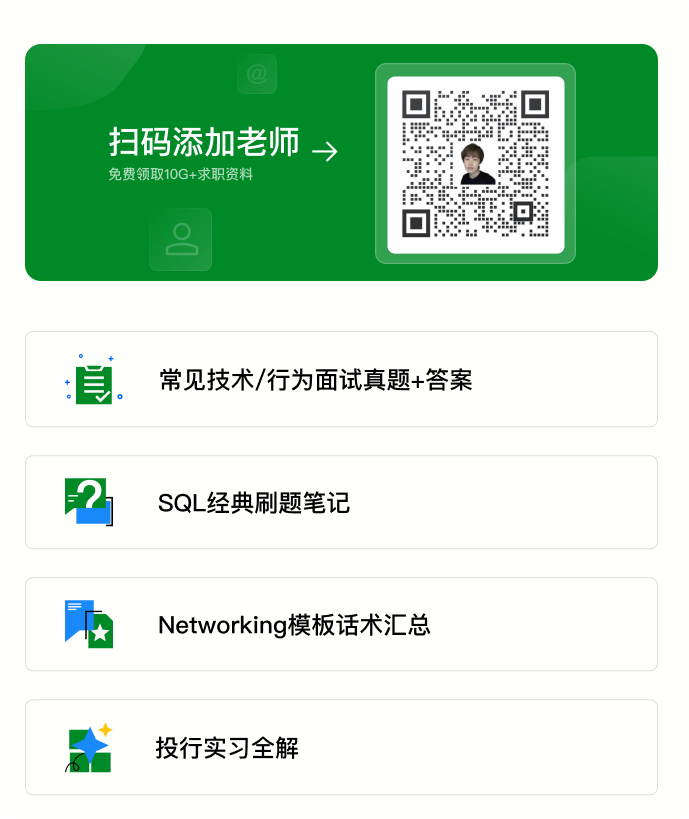 @
扫码添加老师
免费领取10G+求职资料
常见技术/行为面试真题+答案
SQL经典刷题笔记
Networking模板话术汇总
投行实习全解